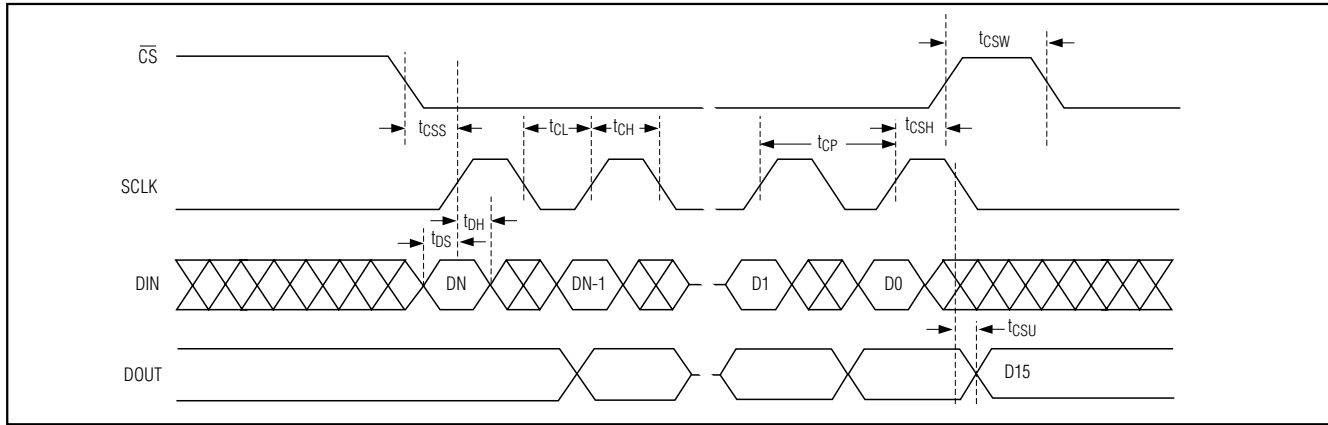 CS
tCSW
tCSS
tCL
tCH
tCP
tCSH
SCLK
tDH
tDS
DIN
DN
DN-1
D1
D0
tCSU
DOUT
D15